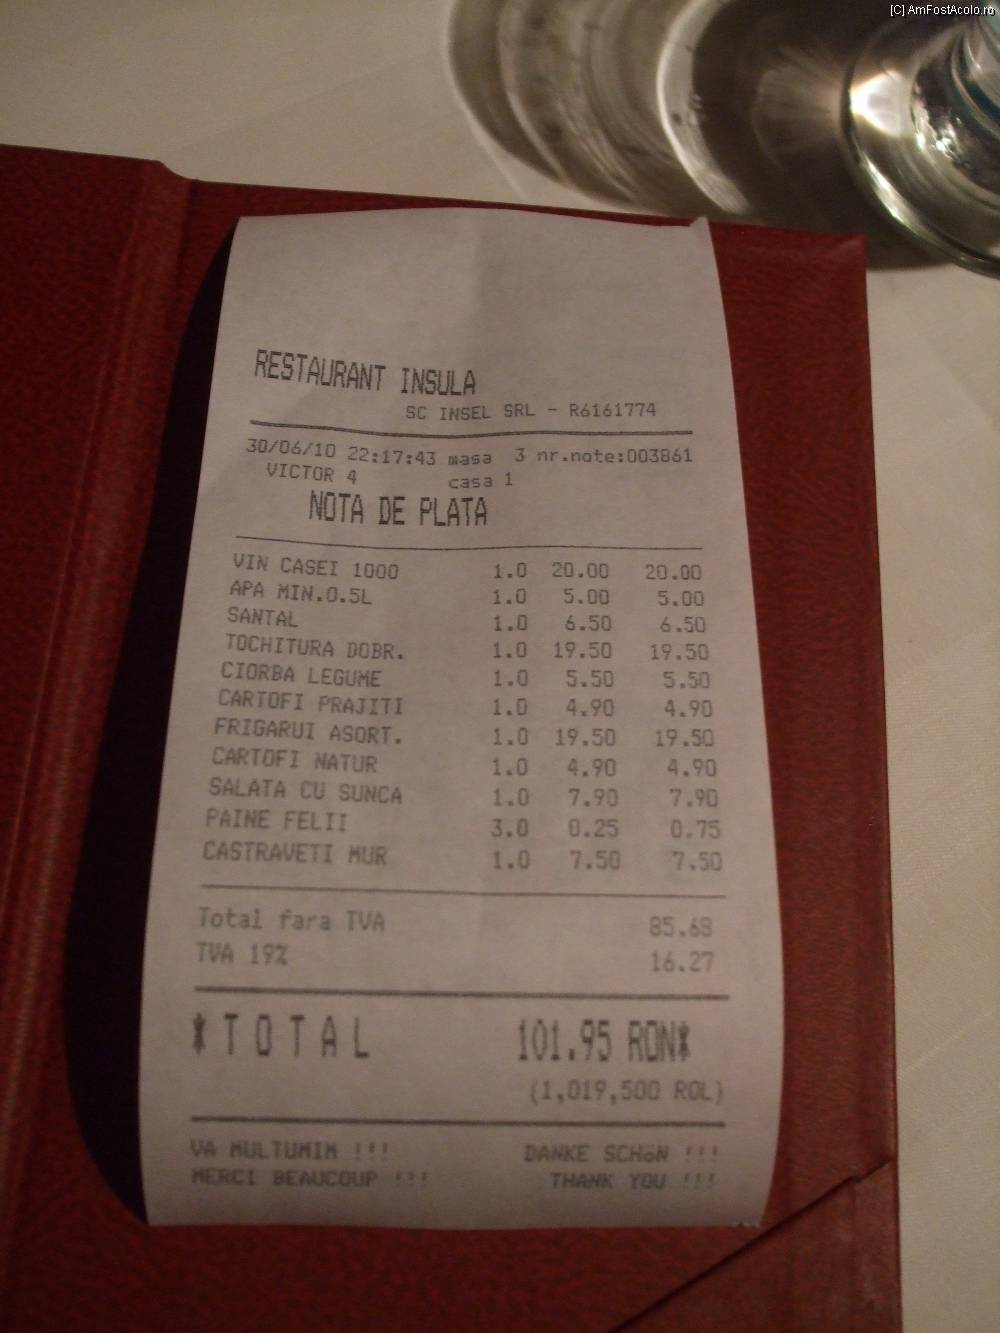 [C] AmFostAcolo.ro
RESTAURANT INSULA
SC INSEL SRL - R6161774
30/06/10 22:17:43 masa 3 nr.note:003861
VICTOR 4 casa 1
NOTA DE PLATA
VIN CASEI 1000 1.0 20.00 20.00
APA MIN.0.5L 1.0 5.00 5.00
SANTAL 1.0 6.50 6.50
TOCHITURA DOBR. 1.0 19.50 19.50
CIORBA LEGUME 1.0 5.50 5.50
CARTOFI PRAJITI 1.0 4.90 4.90
FRIGARUI ASORT. 1.0 19.50 19.50
CARTOFI NATUR 1.0 4.90 4.90
SALATA CU SUNCA 1.0 7.90 7.90
PAINE FELII 3.0 0.25 0.75
CASTRAVETI MUR 1.0 7.50 7.50
Total fara TVA 85.68
TVA 19% 16.27
*TOTAL 101.95 RON*
(1,019,500 ROL)
VA MULTUMIM !!! DANKE SCHöN !!!
MERCI BEAUCOUP !!! THANK YOU !!!